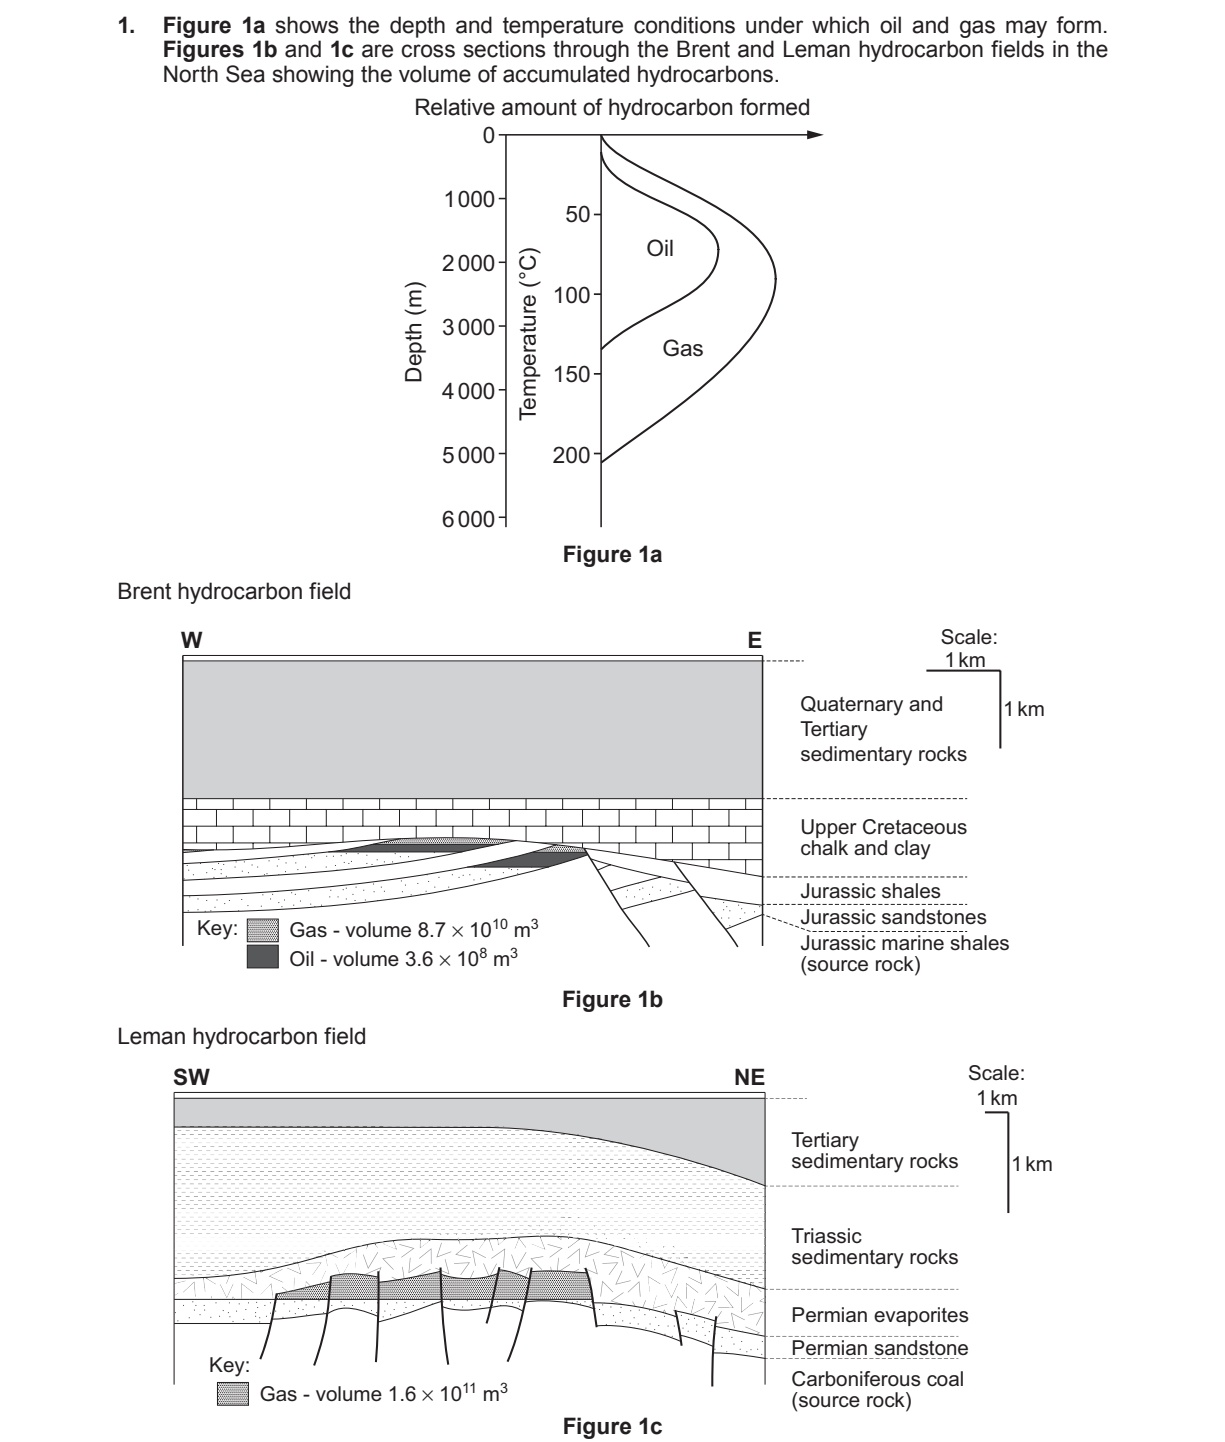 1. Figure 1a shows the depth and temperature conditions under which oil and gas may form.
Figures 1b and 1c are cross sections through the Brent and Leman hydrocarbon fields in the
North Sea showing the volume of accumulated hydrocarbons.
Relative amount of hydrocarbon formed
0
1000
2000
3000
4000
5000
6000
Depth (m)
Temperature (°C)
50
100
150
200
Oil
Gas
Figure 1a
Brent hydrocarbon field
W
E
Scale:
1 km
1 km
Quaternary and
Tertiary
sedimentary rocks
Upper Cretaceous
chalk and clay
Jurassic shales
Jurassic sandstones
Jurassic marine shales
(source rock)
Key:
Gas - volume 8.7 × 10¹⁰ m³
Oil - volume 3.6 × 10⁸ m³
Figure 1b
Leman hydrocarbon field
SW
NE
Scale:
1 km
1 km
Tertiary
sedimentary rocks
Triassic
sedimentary rocks
Permian evaporites
Permian sandstone
Carboniferous coal
(source rock)
Key:
Gas - volume 1.6 × 10¹¹ m³
Figure 1c